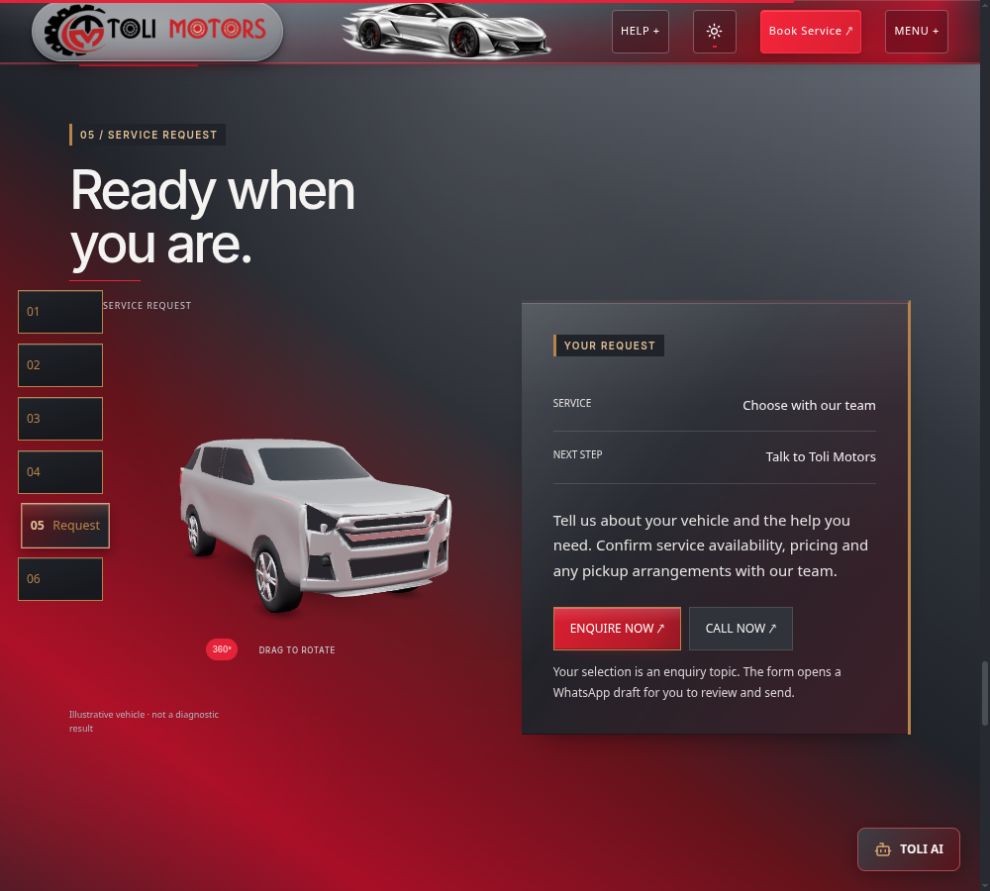 TOLI MOTORS
HELP +
Book Service ↗
MENU +
05 / SERVICE REQUEST
Ready when
you are.
SERVICE REQUEST
01
02
03
04
05 Request
06
360°
DRAG TO ROTATE
Illustrative vehicle · not a diagnostic
result
YOUR REQUEST
SERVICE
Choose with our team
NEXT STEP
Talk to Toli Motors
Tell us about your vehicle and the help you
need. Confirm service availability, pricing and
any pickup arrangements with our team.
ENQUIRE NOW ↗
CALL NOW ↗
Your selection is an enquiry topic. The form opens a
WhatsApp draft for you to review and send.
TOLI AI